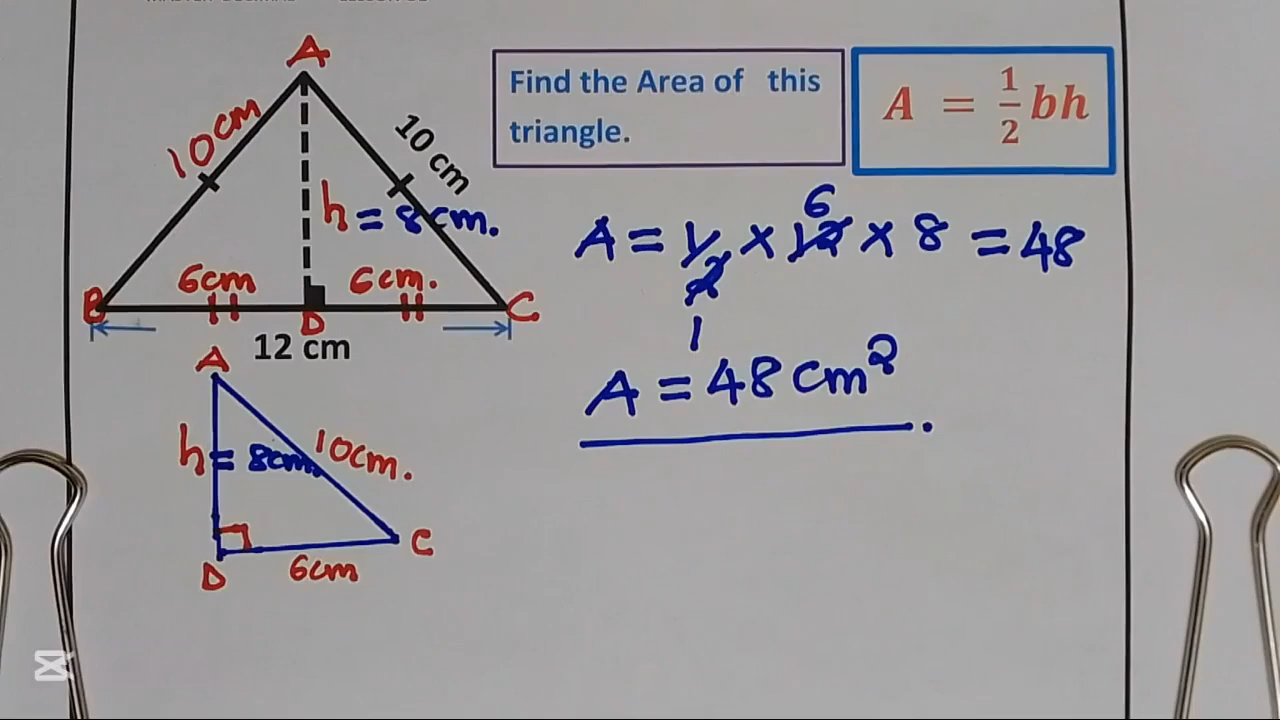 A
10cm
10 cm
h = 8cm.
6cm
6cm.
B
D
C
12 cm
Find the Area of this
triangle.
A = 1/2 bh
A = 1/2 × 12 × 8 = 48
6
1
A = 48 cm²
A
h = 8cm.
10cm.
D
C
6cm